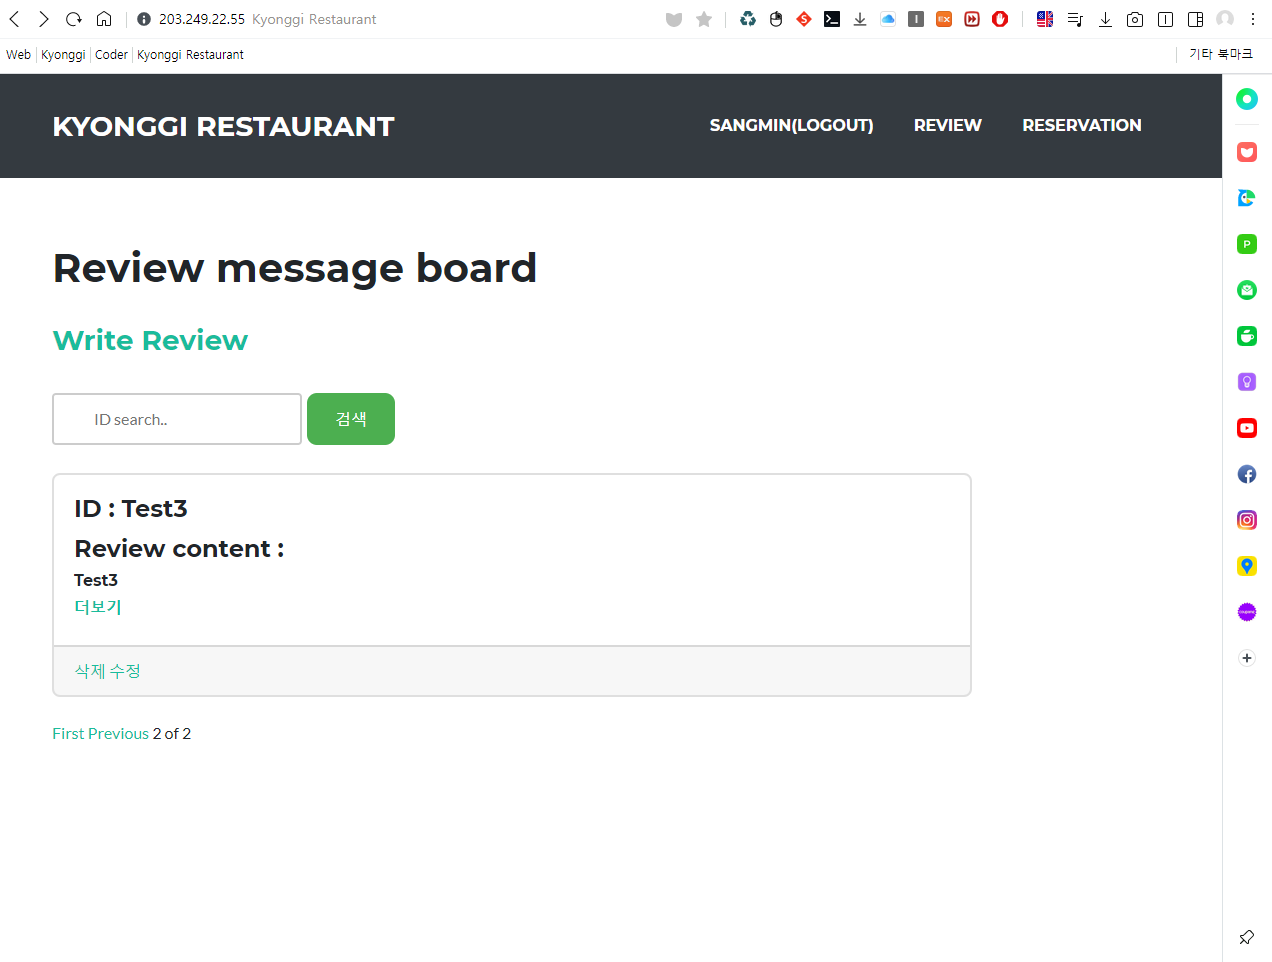 203.249.22.55 Kyonggi Restaurant
Web Kyonggi Coder Kyonggi Restaurant 기타 북마크
KYONGGI RESTAURANT SANGMIN(LOGOUT) REVIEW RESERVATION
Review message board
Write Review
ID search.. 검색
ID : Test3
Review content :
Test3
더보기
삭제 수정
First Previous 2 of 2